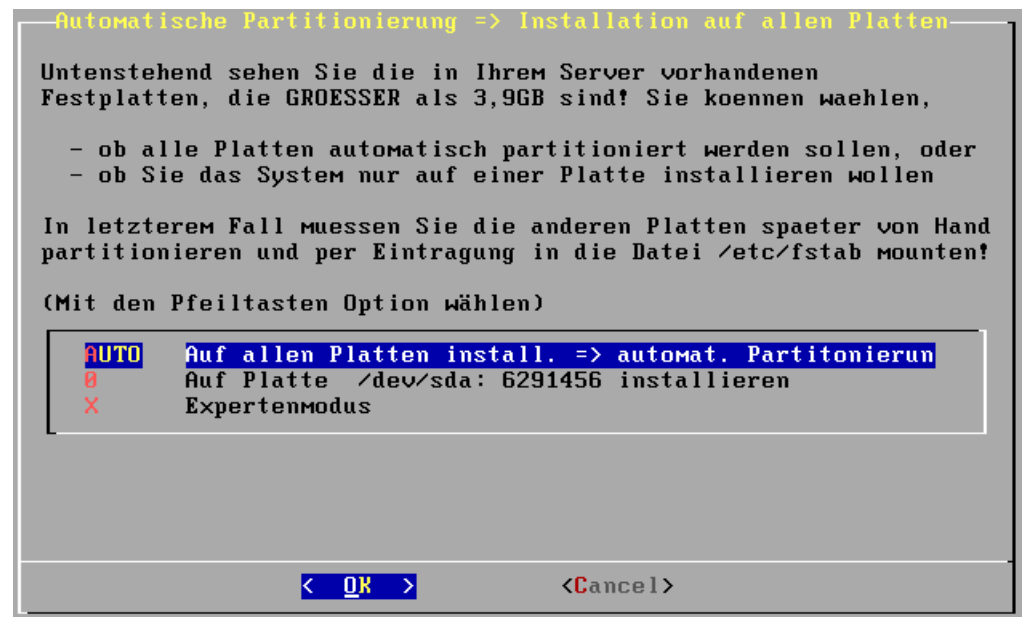 Automatische Partitionierung => Installation auf allen Platten
Untenstehend sehen Sie die in Ihrem Server vorhandenen
Festplatten, die GROESSER als 3,9GB sind! Sie koennen waehlen,
- ob alle Platten automatisch partitioniert werden sollen, oder
- ob Sie das System nur auf einer Platte installieren wollen
In letzterem Fall muessen Sie die anderen Platten spaeter von Hand
partitionieren und per Eintragung in die Datei /etc/fstab mounten!
(Mit den Pfeiltasten Option wählen)
AUTO Auf allen Platten install. => automat. Partitonierun
0 Auf Platte /dev/sda: 6291456 installieren
X Expertenmodus
< OK > <Cancel>